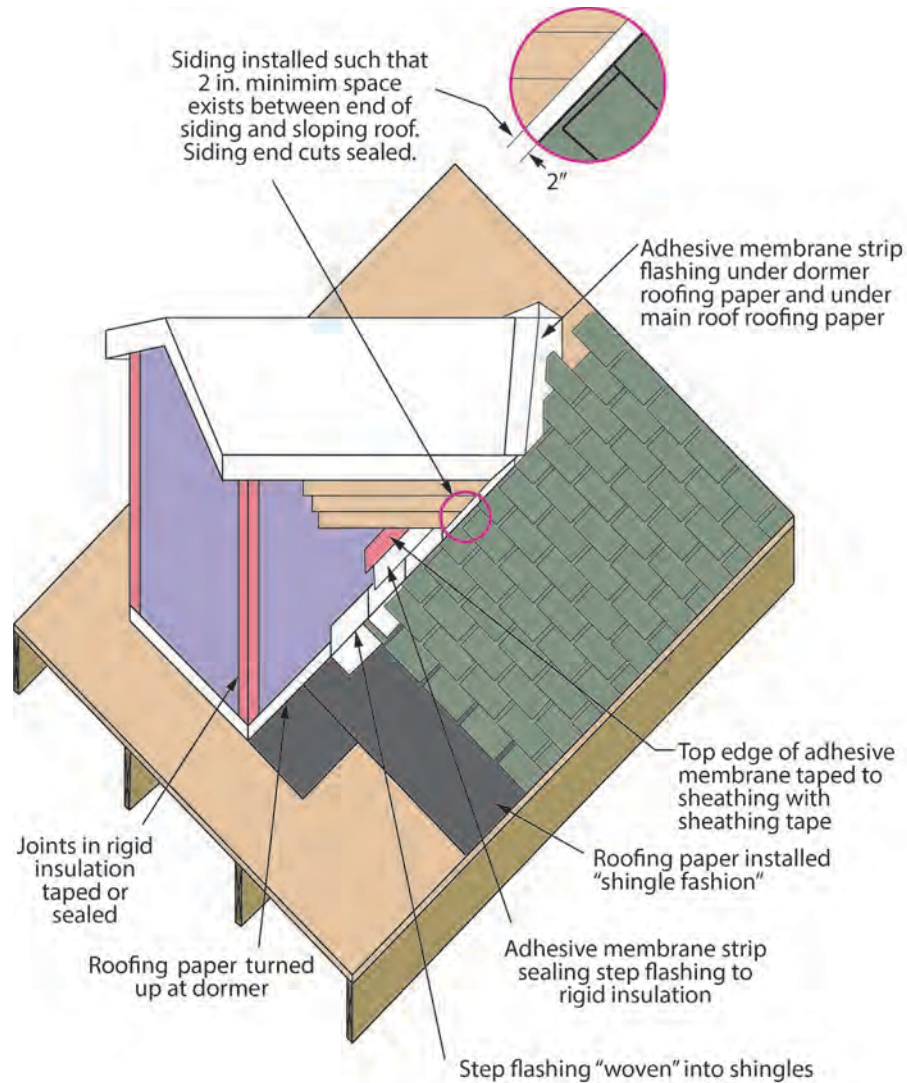 Siding installed such that
2 in. minimim space
exists between end of
siding and sloping roof.
Siding end cuts sealed.
2"
Adhesive membrane strip
flashing under dormer
roofing paper and under
main roof roofing paper
Top edge of adhesive
membrane taped to
sheathing with
sheathing tape
Joints in rigid
insulation
taped or
sealed
Roofing paper installed
“shingle fashion”
Roofing paper turned
up at dormer
Adhesive membrane strip
sealing step flashing to
rigid insulation
Step flashing “woven” into shingles